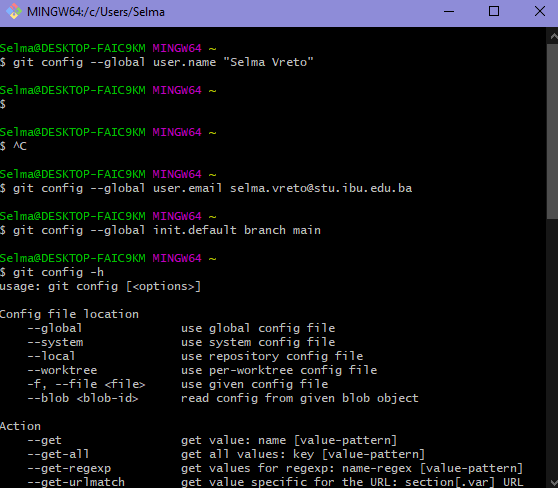 MINGW64:/c/Users/Selma
Selma@DESKTOP-FAIC9KM MINGW64 ~
$ git config --global user.name "Selma Vreto"
Selma@DESKTOP-FAIC9KM MINGW64 ~
$
Selma@DESKTOP-FAIC9KM MINGW64 ~
$ ^C
Selma@DESKTOP-FAIC9KM MINGW64 ~
$ git config --global user.email selma.vreto@stu.ibu.edu.ba
Selma@DESKTOP-FAIC9KM MINGW64 ~
$ git config --global init.default branch main
Selma@DESKTOP-FAIC9KM MINGW64 ~
$ git config -h
usage: git config [<options>]
Config file location
--global use global config file
--system use system config file
--local use repository config file
--worktree use per-worktree config file
-f, --file <file> use given config file
--blob <blob-id> read config from given blob object
Action
--get get value: name [value-pattern]
--get-all get all values: key [value-pattern]
--get-regexp get values for regexp: name-regex [value-pattern]
--get-urlmatch get value specific for the URL: section[.var] URL